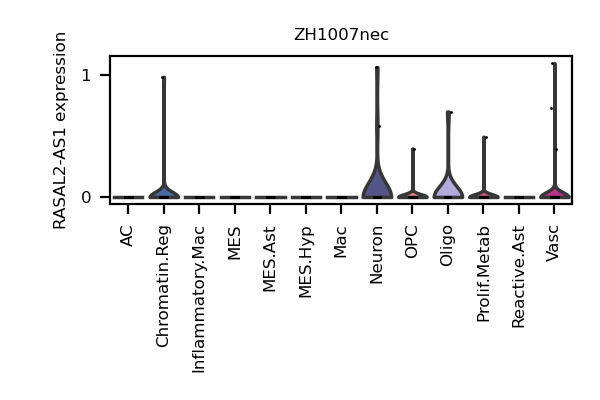 ZH1007nec
RASAL2-AS1 expression
1
0
AC
Chromatin.Reg
Inflammatory.Mac
MES
MES.Ast
MES.Hyp
Mac
Neuron
OPC
Oligo
Prolif.Metab
Reactive.Ast
Vasc